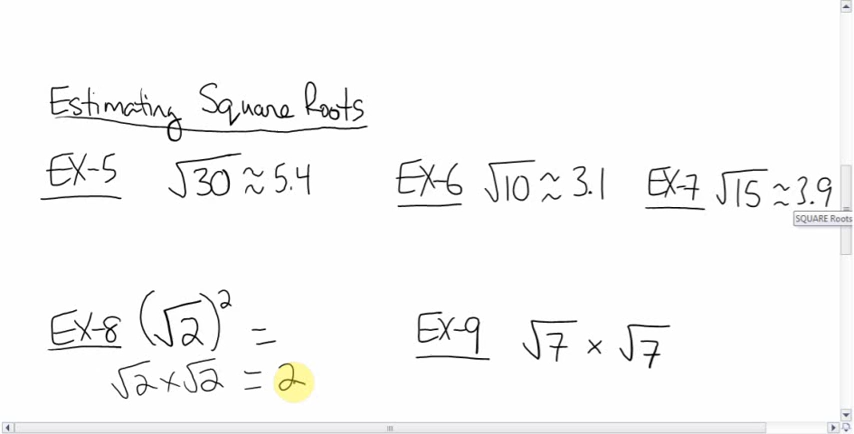 Estimating Square Roots
EX-5 √30 ≈ 5.4 EX-6 √10 ≈ 3.1 EX-7 √15 ≈ 3.9
SQUARE Roots
EX-8 (√2)² = EX-9 √7 × √7
√2 × √2 = 2